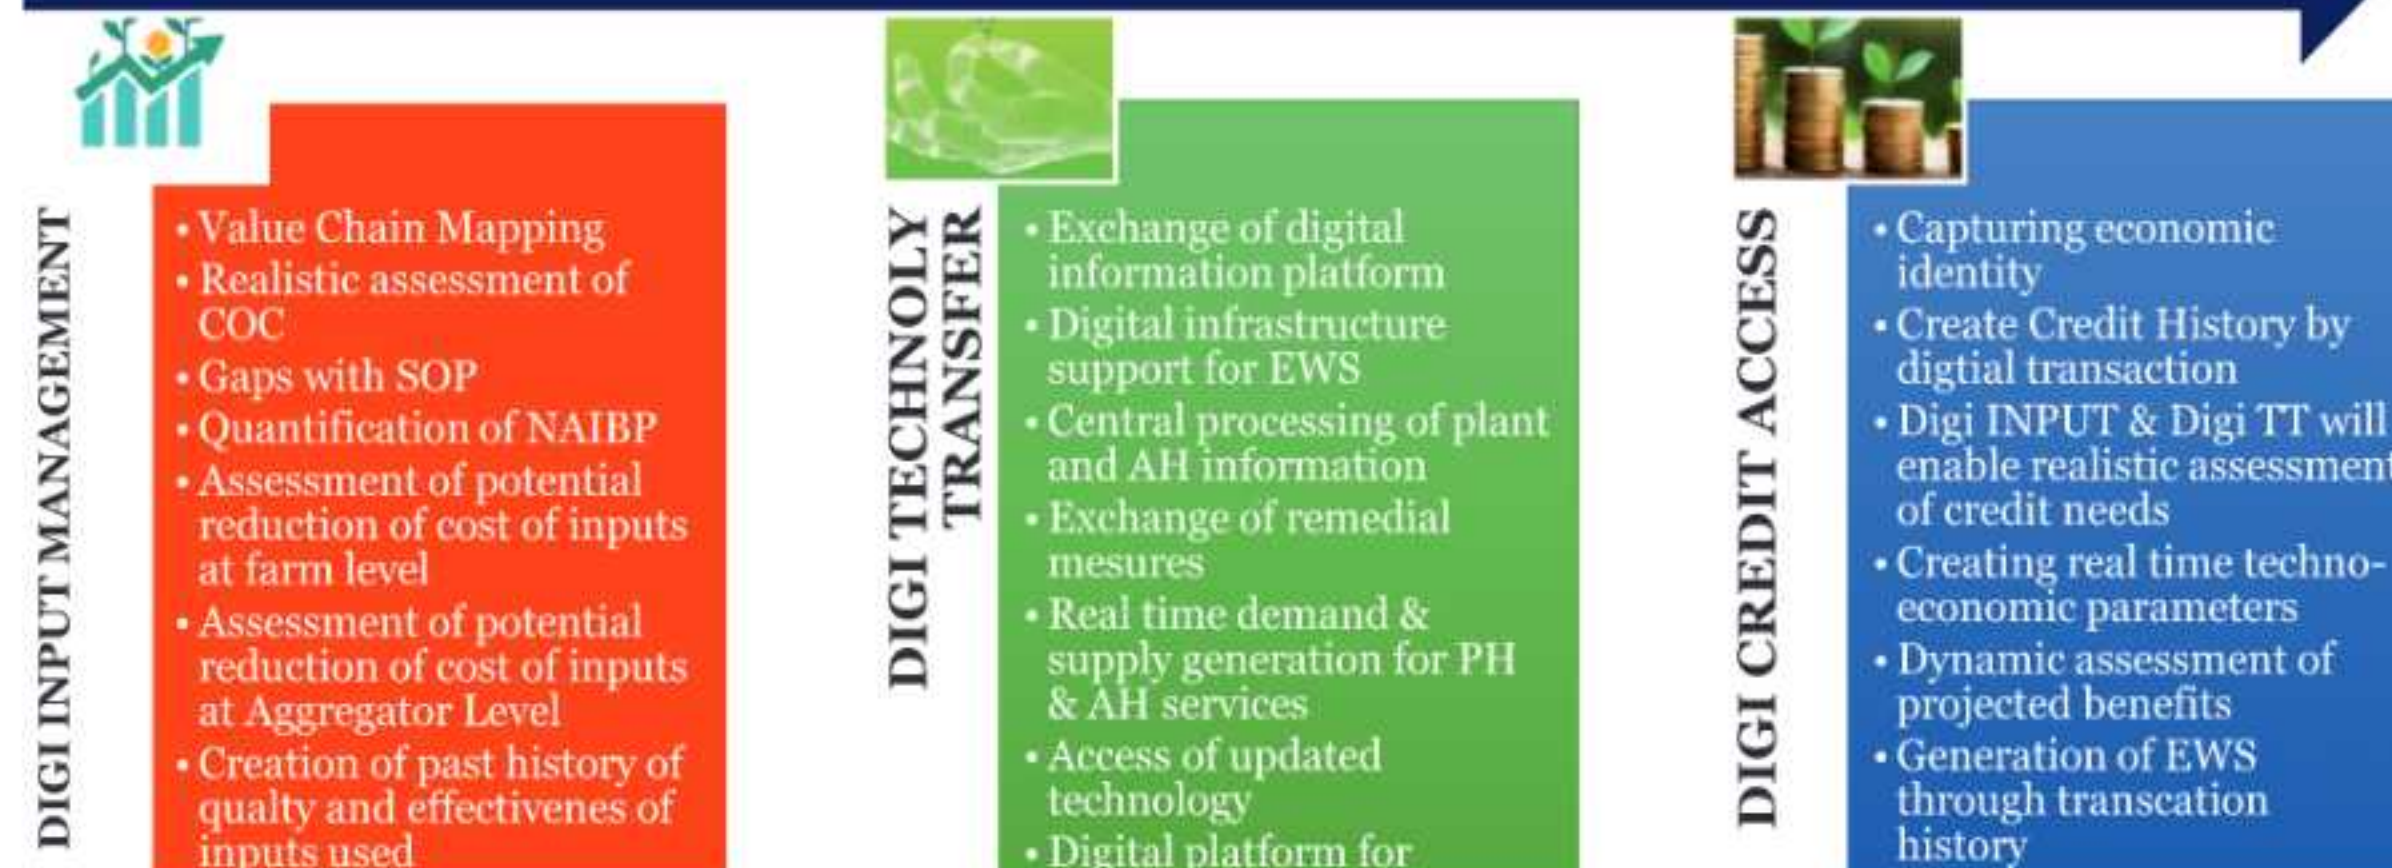 DIGI INPUT MANAGEMENT
• Value Chain Mapping
• Realistic assessment of
COC
• Gaps with SOP
• Quantification of NAIBP
• Assessment of potential
reduction of cost of inputs
at farm level
• Assessment of potential
reduction of cost of inputs
at Aggregator Level
• Creation of past history of
qualty and effectivenes of
inputs used
DIGI TECHNOLY
TRANSFER
• Exchange of digital
information platform
• Digital infrastructure
support for EWS
• Central processing of plant
and AH information
• Exchange of remedial
mesures
• Real time demand &
supply generation for PH
& AH services
• Access of updated
technology
• Digital platform for
DIGI CREDIT ACCESS
• Capturing economic
identity
• Create Credit History by
digtial transaction
• Digi INPUT & Digi TT will
enable realistic assessment
of credit needs
• Creating real time techno-
economic parameters
• Dynamic assessment of
projected benefits
• Generation of EWS
through transcation
history